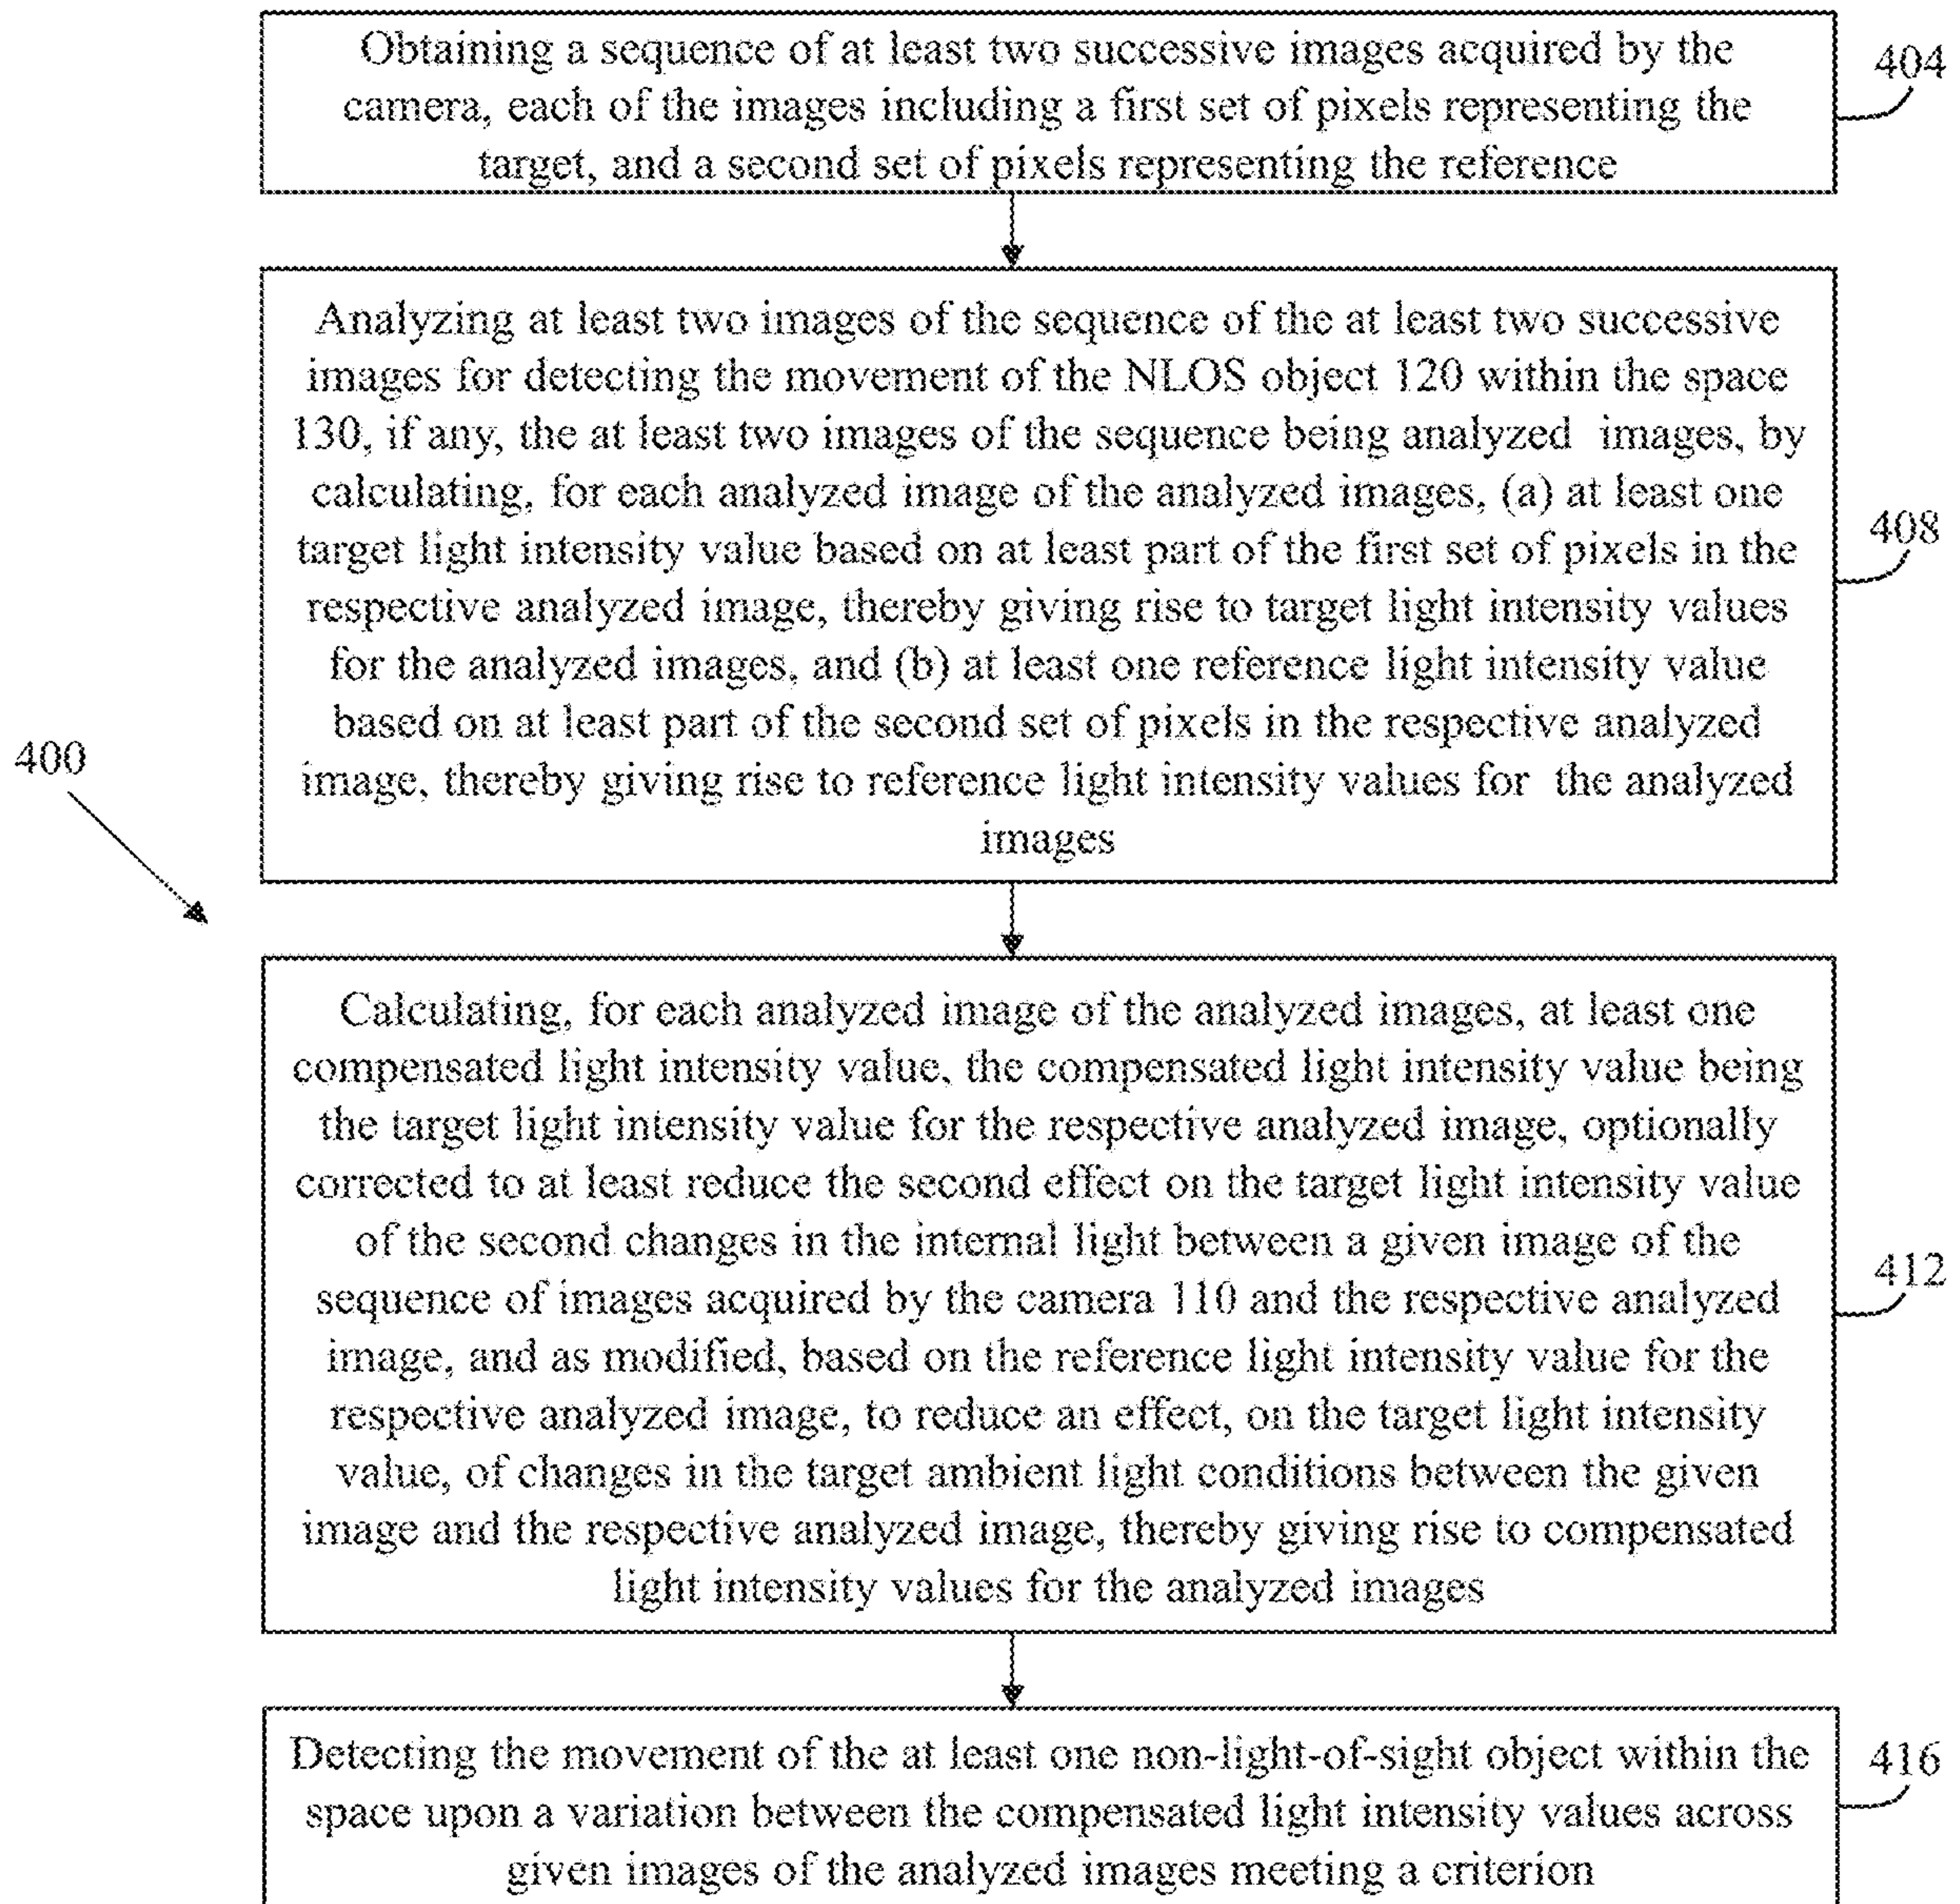 Obtaining a sequence of at least two successive images acquired by the
camera, each of the images including a first set of pixels representing the
target, and a second set of pixels representing the reference
404
Analyzing at least two images of the sequence of the at least two successive
images for detecting the movement of the NLOS object 120 within the space
130, if any, the at least two images of the sequence being analyzed images, by
calculating, for each analyzed image of the analyzed images, (a) at least one
target light intensity value based on at least part of the first set of pixels in the
respective analyzed image, thereby giving rise to target light intensity values
for the analyzed images, and (b) at least one reference light intensity value
based on at least part of the second set of pixels in the respective analyzed
image, thereby giving rise to reference light intensity values for the analyzed
images
408
400
Calculating, for each analyzed image of the analyzed images, at least one
compensated light intensity value, the compensated light intensity value being
the target light intensity value for the respective analyzed image, optionally
corrected to at least reduce the second effect on the target light intensity value
of the second changes in the internal light between a given image of the
sequence of images acquired by the camera 110 and the respective analyzed
image, and as modified, based on the reference light intensity value for the
respective analyzed image, to reduce an effect, on the target light intensity
value, of changes in the target ambient light conditions between the given
image and the respective analyzed image, thereby giving rise to compensated
light intensity values for the analyzed images
412
Detecting the movement of the at least one non-light-of-sight object within the
space upon a variation between the compensated light intensity values across
given images of the analyzed images meeting a criterion
416